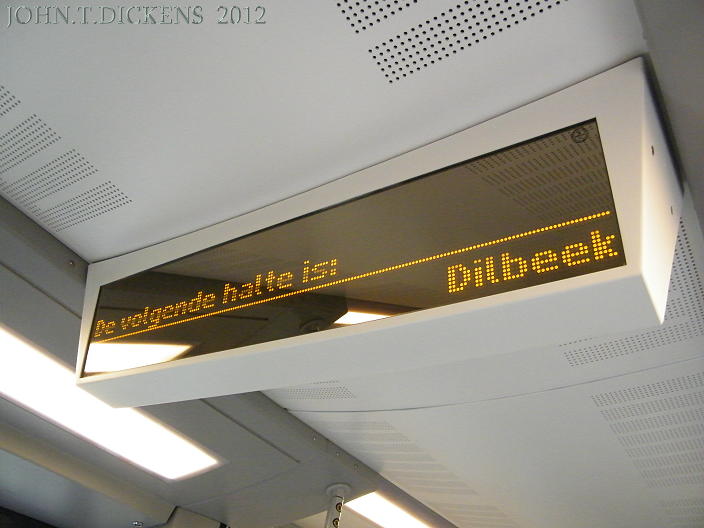 JOHN.T.DICKENS 2012
De volgende halte is:
Dilbeek